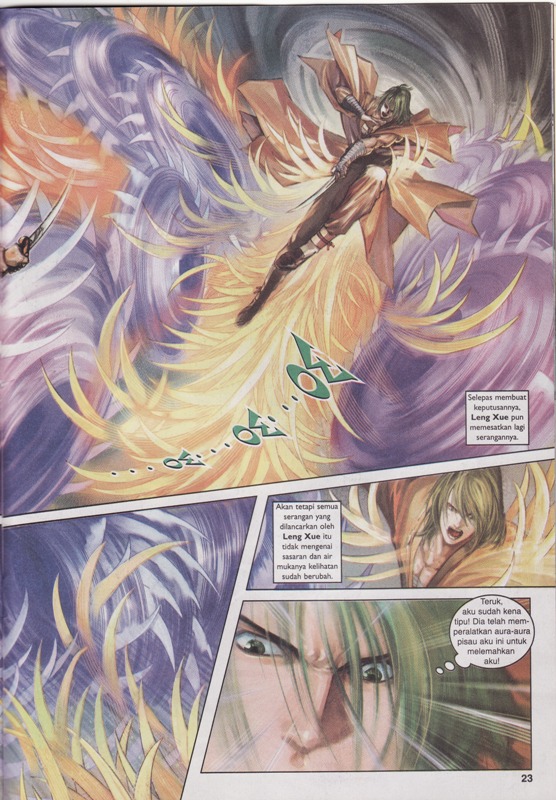 Selepas membuat
keputusannya,
Leng Xue pun
memesatkan lagi
serangannya.
Akan tetapi semua
serangan yang
dilancarkan oleh
Leng Xue itu
tidak mengenai
sasaran dan air
mukanya kelihatan
sudah berubah.
Teruk,
aku sudah kena
tipu! Dia telah mem-
peralatkan aura-aura
pisau aku ini untuk
melemahkan
aku!
23